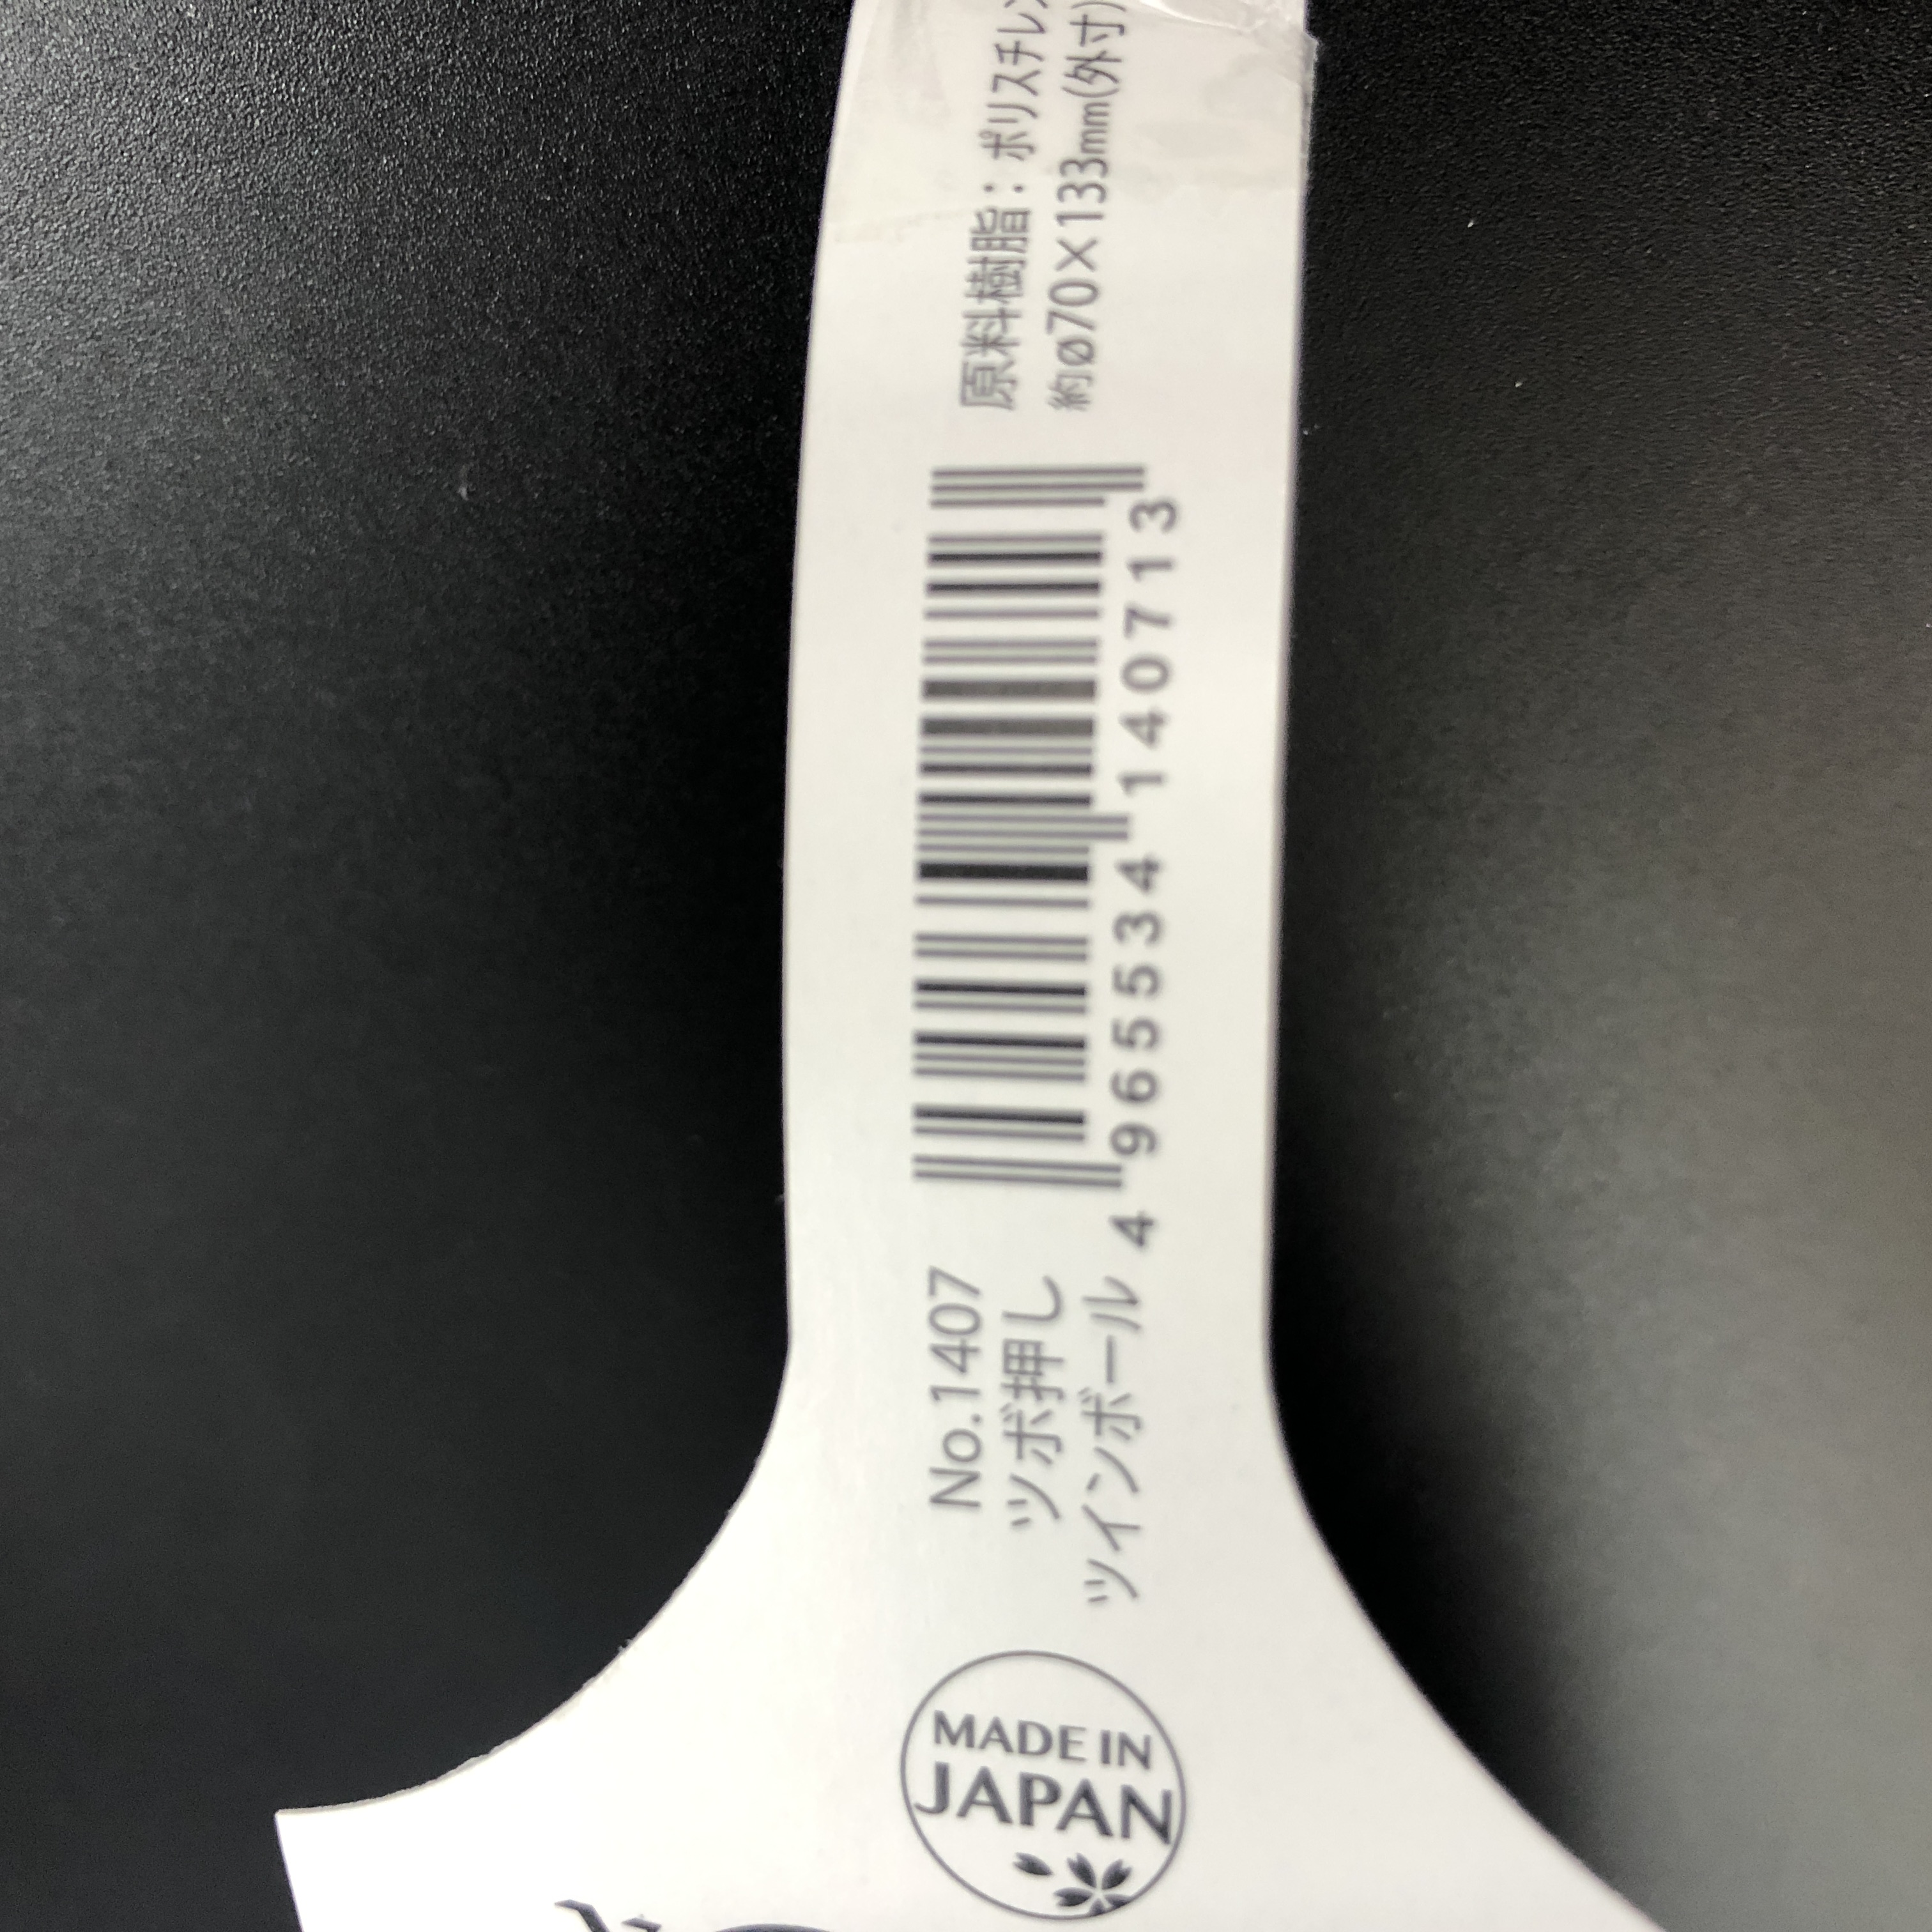 No.1407
ツボ押し
ツインボール
4 965534 140713
原料樹脂：ポリスチレン
約ø70×133mm(外寸)
MADE IN
JAPAN